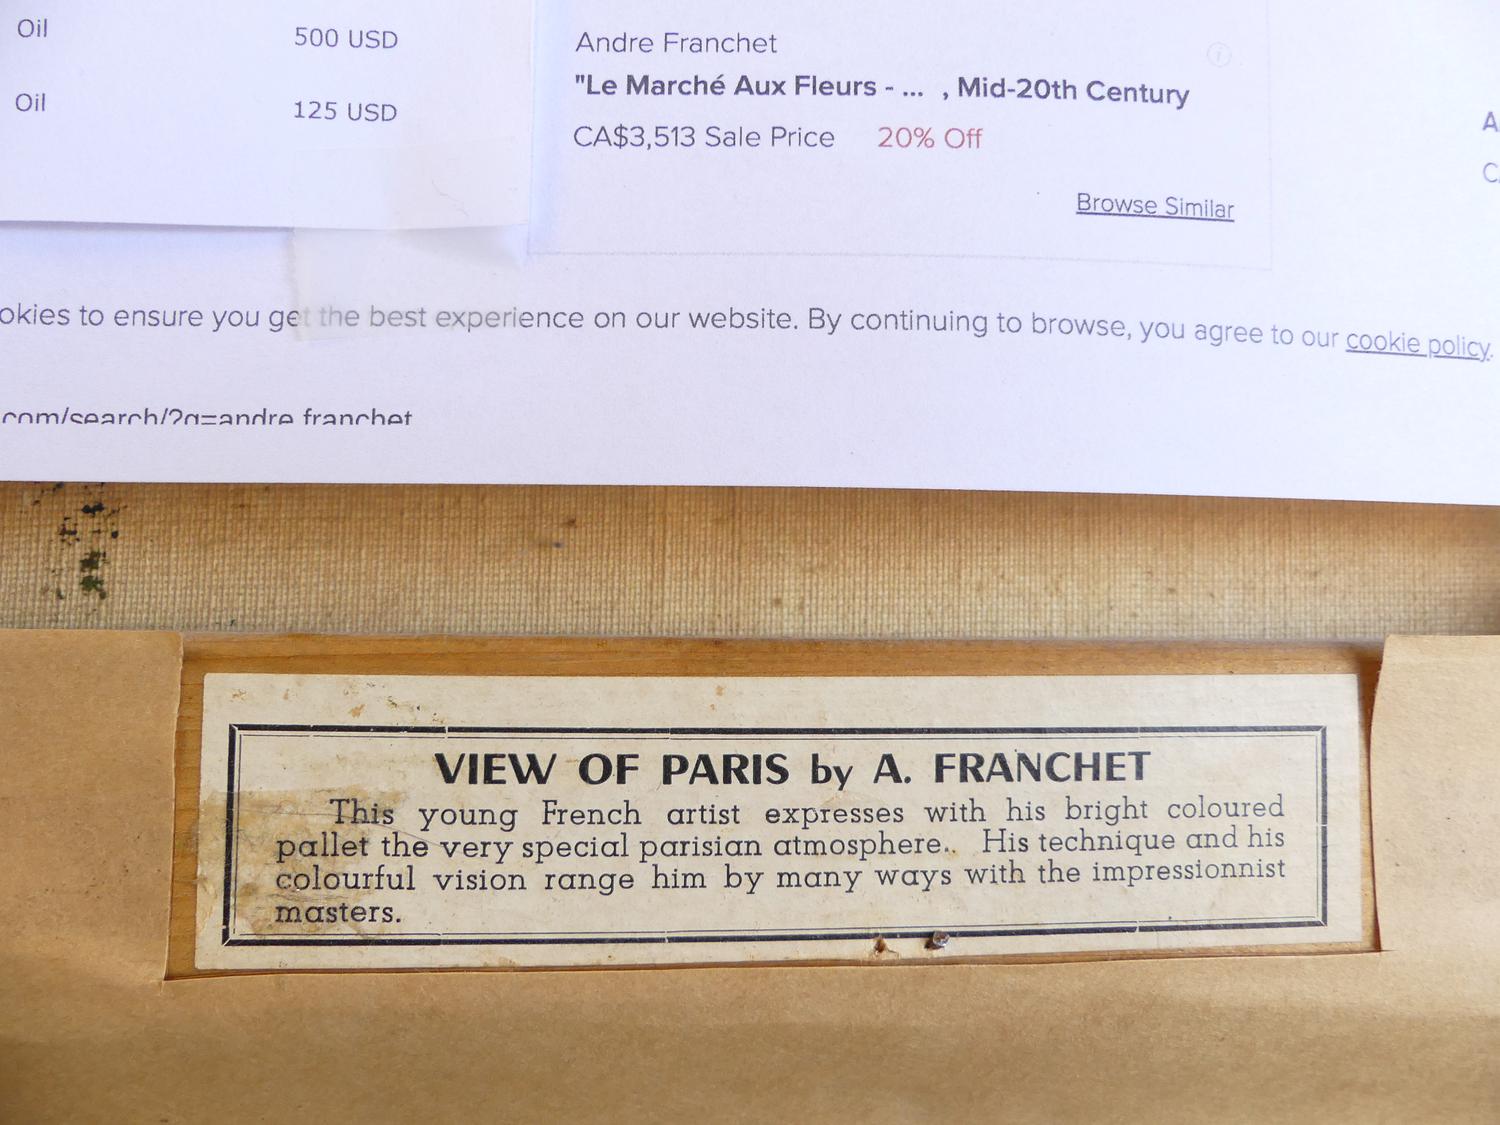 Oil 500 USD
Oil 125 USD
Andre Franchet
"Le Marché Aux Fleurs - ... , Mid-20th Century
CA$3,513 Sale Price 20% Off
Browse Similar
okies to ensure you get the best experience on our website. By continuing to browse, you agree to our cookie policy.
com/search/?q=andre franchet
VIEW OF PARIS by A. FRANCHET
This young French artist expresses with his bright coloured
pallet the very special parisian atmosphere.. His technique and his
colourful vision range him by many ways with the impressionnist
masters.